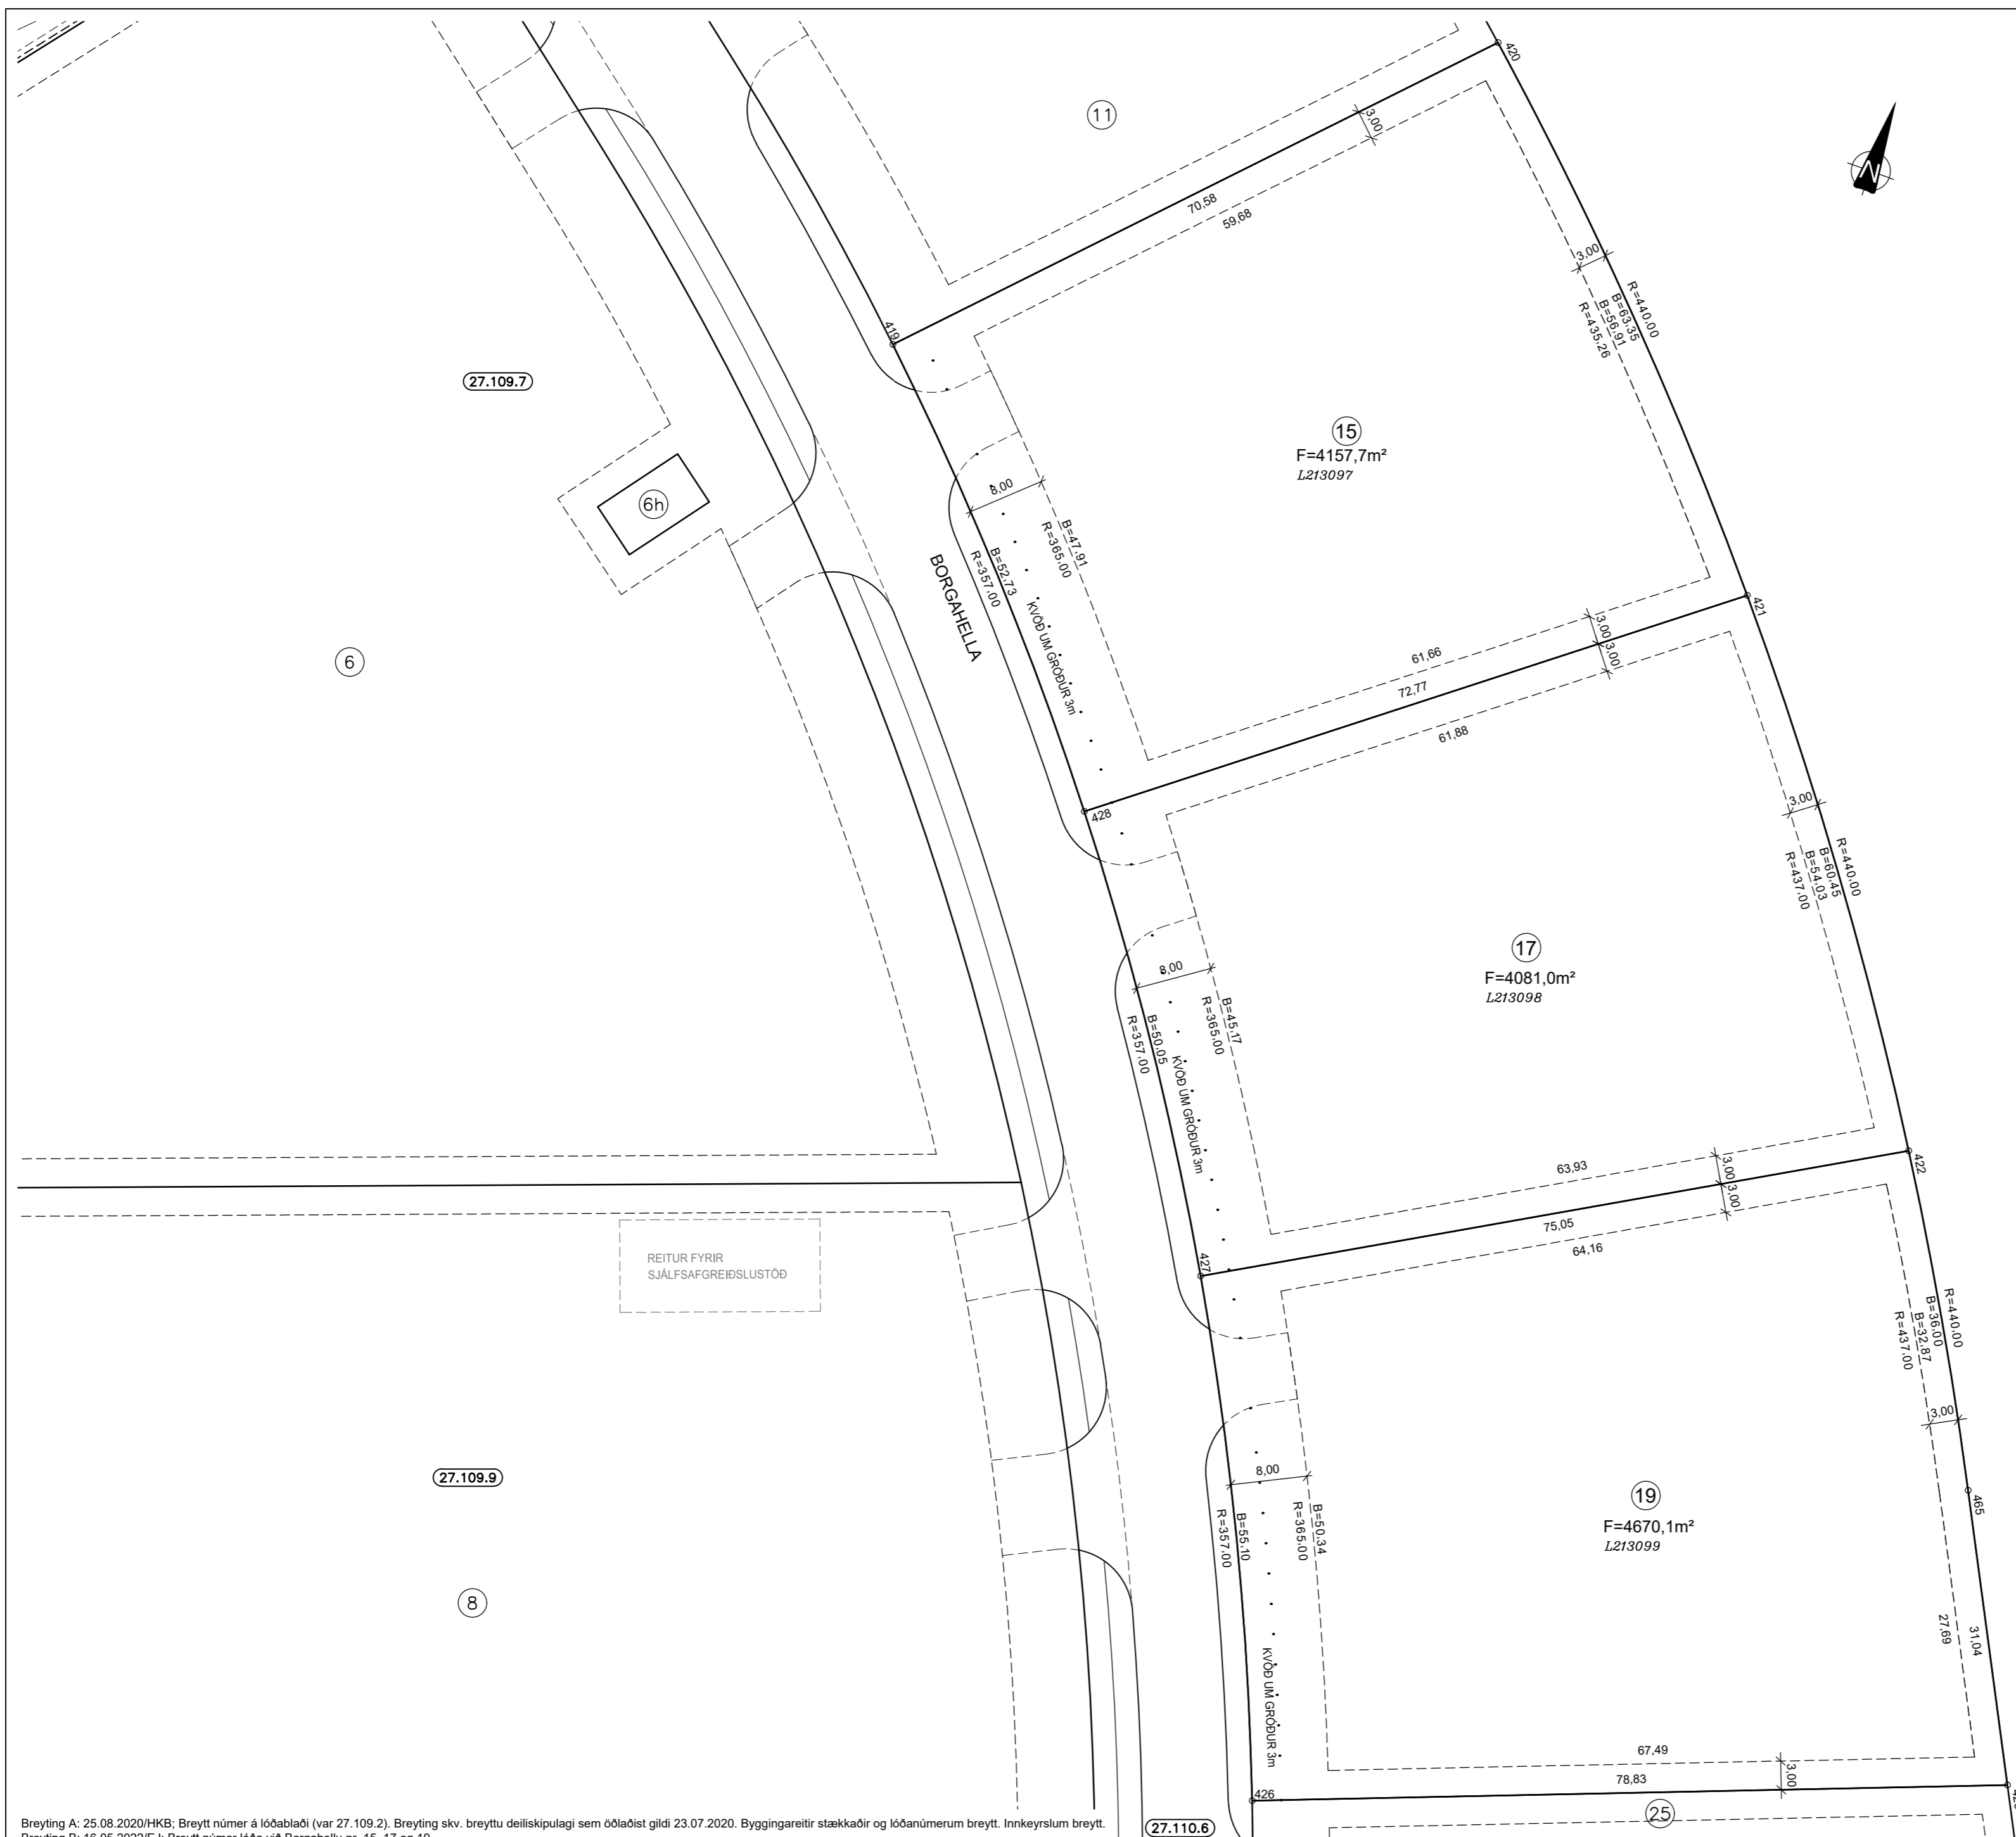 420
11
3,00
N
70,58
59,68
3,00
R=440,00
B=63,35
B=56,91
R=435,26
419
27.109.7
15
F=4157,7m²
L213097
6h
8,00
B=47,91
R=365,00
B=52,73
R=357,00
BORGAHELLA
KVÖÐ UM GRÓÐUR 3m
421
3,00
3,00
61,66
72,77
61,88
6
428
3,00
R=440,00
B=60,45
B=54,03
R=437,00
17
F=4081,0m²
L213098
8,00
B=45,17
R=365,00
B=50,05
R=357,00
KVÖÐ UM GRÓÐUR 3m
422
3,00
3,00
63,93
75,05
64,16
427
REITUR FYRIR
SJÁLFSAFGREIÐSLUSTÖÐ
R=440,00
B=36,00
B=32,87
R=437,00
3,00
27.109.9
8,00
465
19
F=4670,1m²
L213099
B=50,34
R=365,00
B=55,10
R=357,00
8
27,69
31,04
KVÖÐ UM GRÓÐUR 3m
67,49
3,00
78,83
426
25
27.110.6
Breyting A: 25.08.2020/HKB; Breytt númer á lóðablaði (var 27.109.2). Breyting skv. breyttu deiliskipulagi sem öðlaðist gildi 23.07.2020. Byggingareitir stækkaðir og lóðanúmerum breytt. Innkeyrslum breytt.